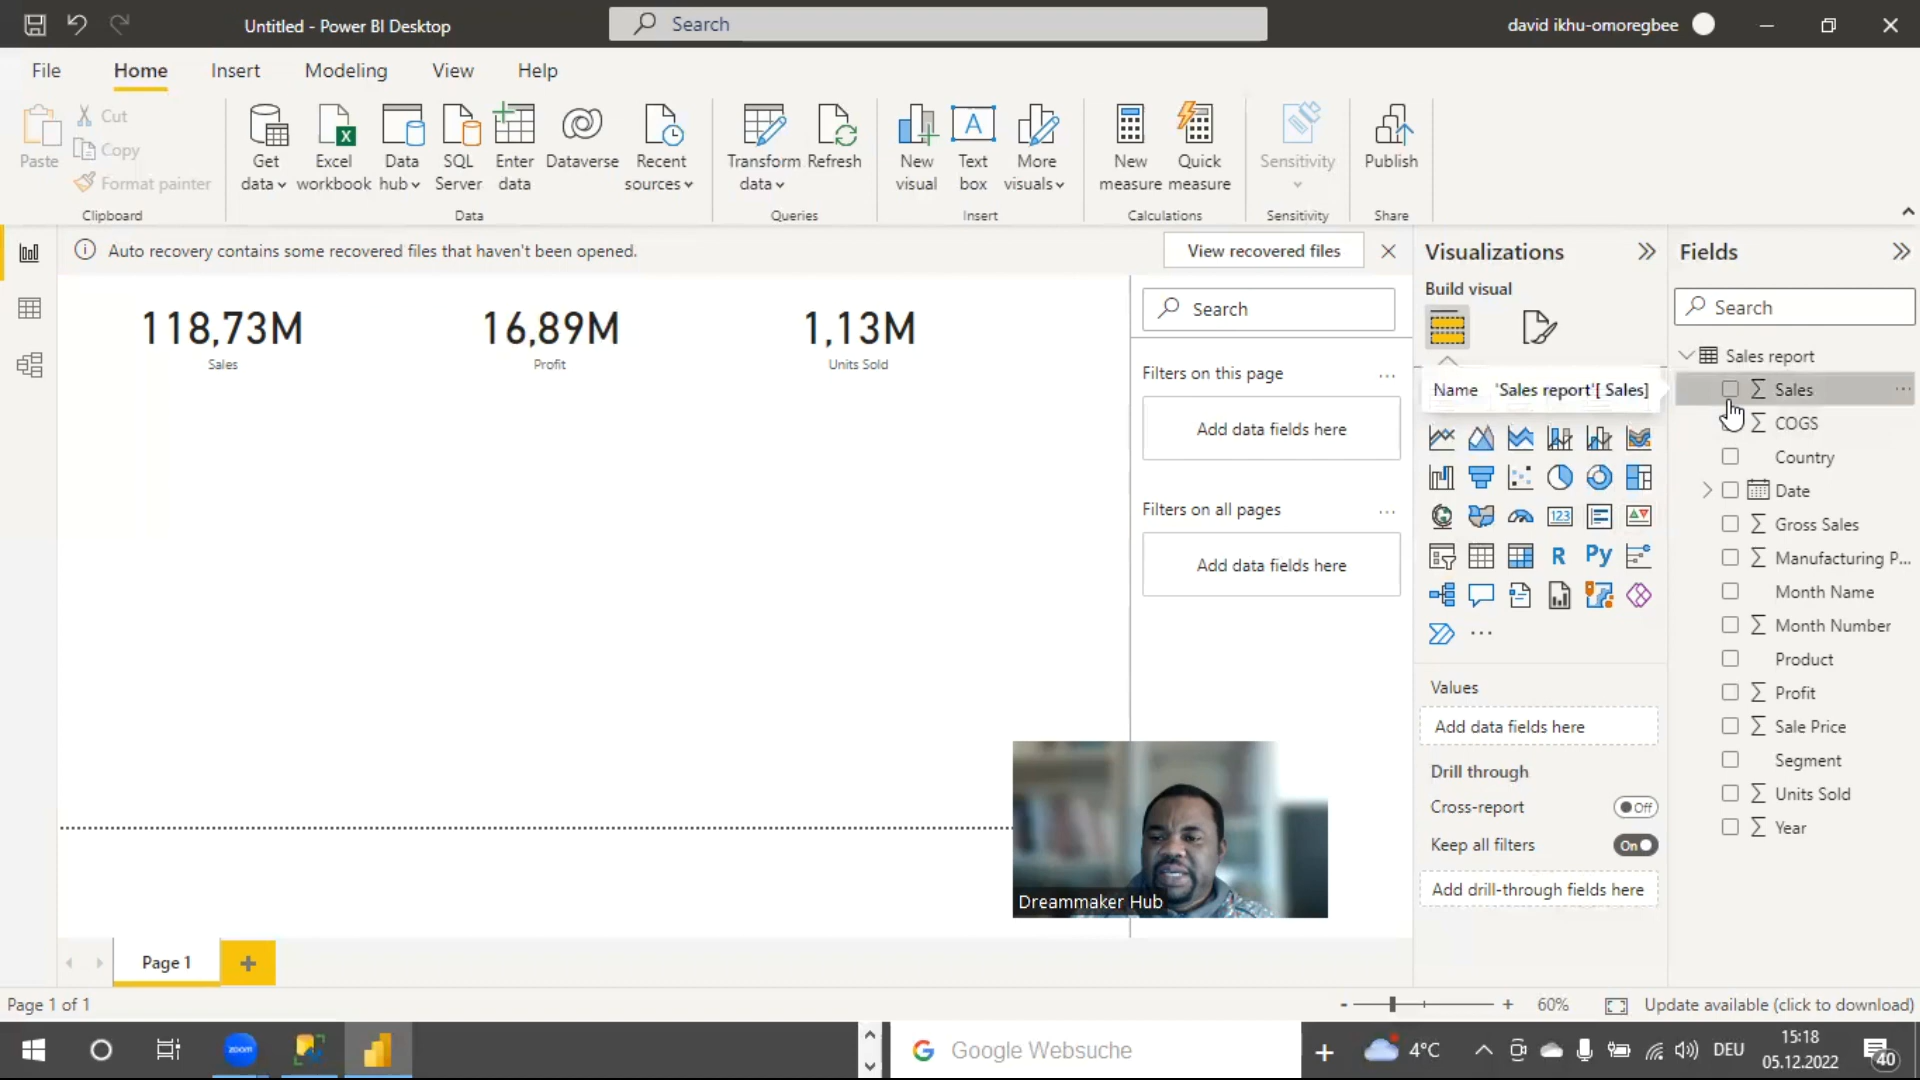 Untitled - Power BI Desktop
Search
david ikhu-omoregbee
File
Home
Insert
Modeling
View
Help
Paste
Cut
Copy
Format painter
Clipboard
Get data
Excel workbook
Data hub
SQL Server
Enter data
Dataverse
Recent sources
Data
Transform data
Refresh
Queries
New visual
A
Text box
More visuals
Insert
New measure
Quick measure
Calculations
Sensitivity
Sensitivity
Publish
Share
Auto recovery contains some recovered files that haven't been opened.
View recovered files
118,73M
Sales
16,89M
Profit
1,13M
Units Sold
Search
Filters on this page
...
Add data fields here
Filters on all pages
...
Add data fields here
Visualizations
Build visual
Name 'Sales report'[ Sales]
123
R
Py
...
Values
Add data fields here
Drill through
Cross-report
Off
Keep all filters
On
Add drill-through fields here
Fields
Search
Sales report
Σ Sales
...
Σ COGS
Country
Date
Σ Gross Sales
Σ Manufacturing P...
Month Name
Σ Month Number
Product
Σ Profit
Σ Sale Price
Segment
Σ Units Sold
Σ Year
Dreammaker Hub
Page 1
+
Page 1 of 1
- + 60%
Update available (click to download)
zoom
G Google Websuche
4°C
DEU
15:18
05.12.2022
40